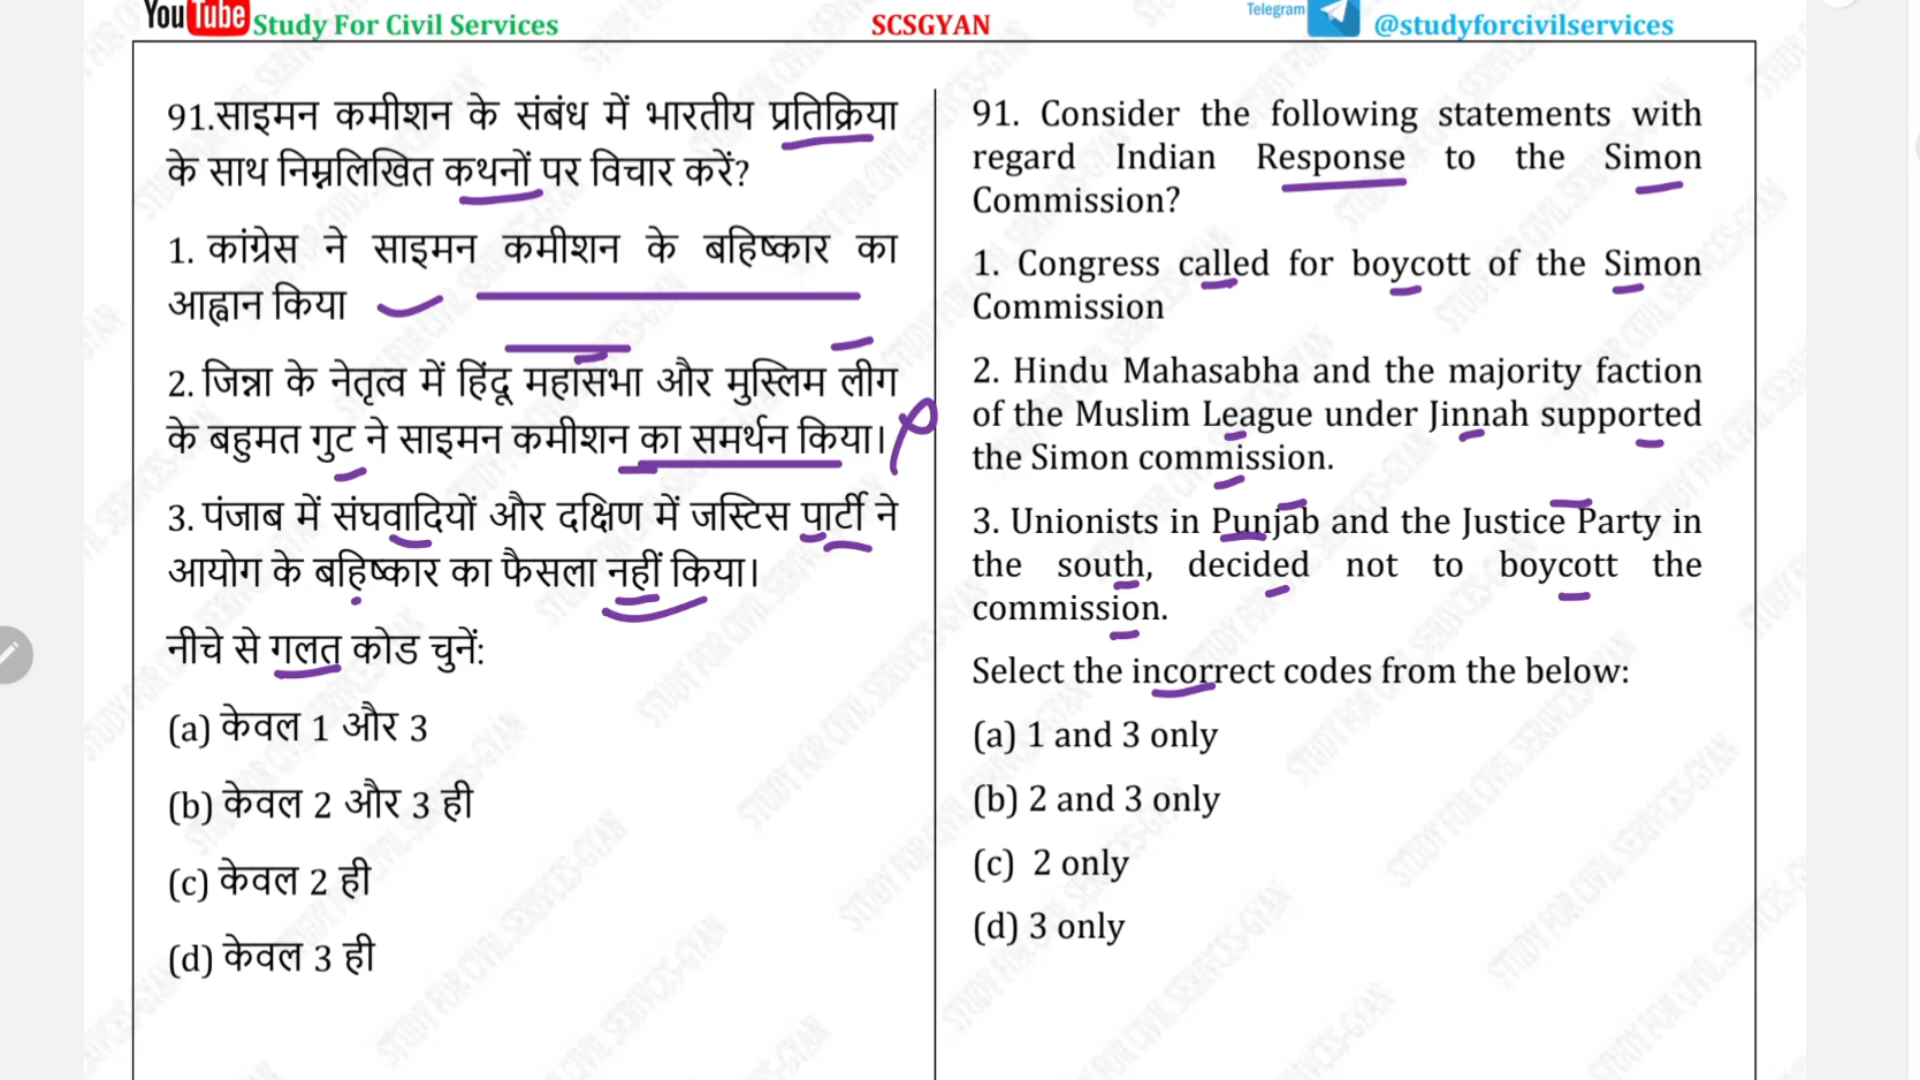 YouTube Study For Civil Services
SCSGYAN
Telegram @studyforcivilservices
91.साइमन कमीशन के संबंध में भारतीय प्रतिक्रिया
के साथ निम्नलिखित कथनों पर विचार करें?
1. कांग्रेस ने साइमन कमीशन के बहिष्कार का
आह्वान किया
2. जिन्ना के नेतृत्व में हिंदू महासभा और मुस्लिम लीग
के बहुमत गुट ने साइमन कमीशन का समर्थन किया।
3. पंजाब में संघवादियों और दक्षिण में जस्टिस पार्टी ने
आयोग के बहिष्कार का फैसला नहीं किया।
नीचे से गलत कोड चुनें:
(a) केवल 1 और 3
(b) केवल 2 और 3 ही
(c) केवल 2 ही
(d) केवल 3 ही
91. Consider the following statements with
regard Indian Response to the Simon
Commission?
1. Congress called for boycott of the Simon
Commission
2. Hindu Mahasabha and the majority faction
of the Muslim League under Jinnah supported
the Simon commission.
3. Unionists in Punjab and the Justice Party in
the south, decided not to boycott the
commission.
Select the incorrect codes from the below:
(a) 1 and 3 only
(b) 2 and 3 only
(c) 2 only
(d) 3 only